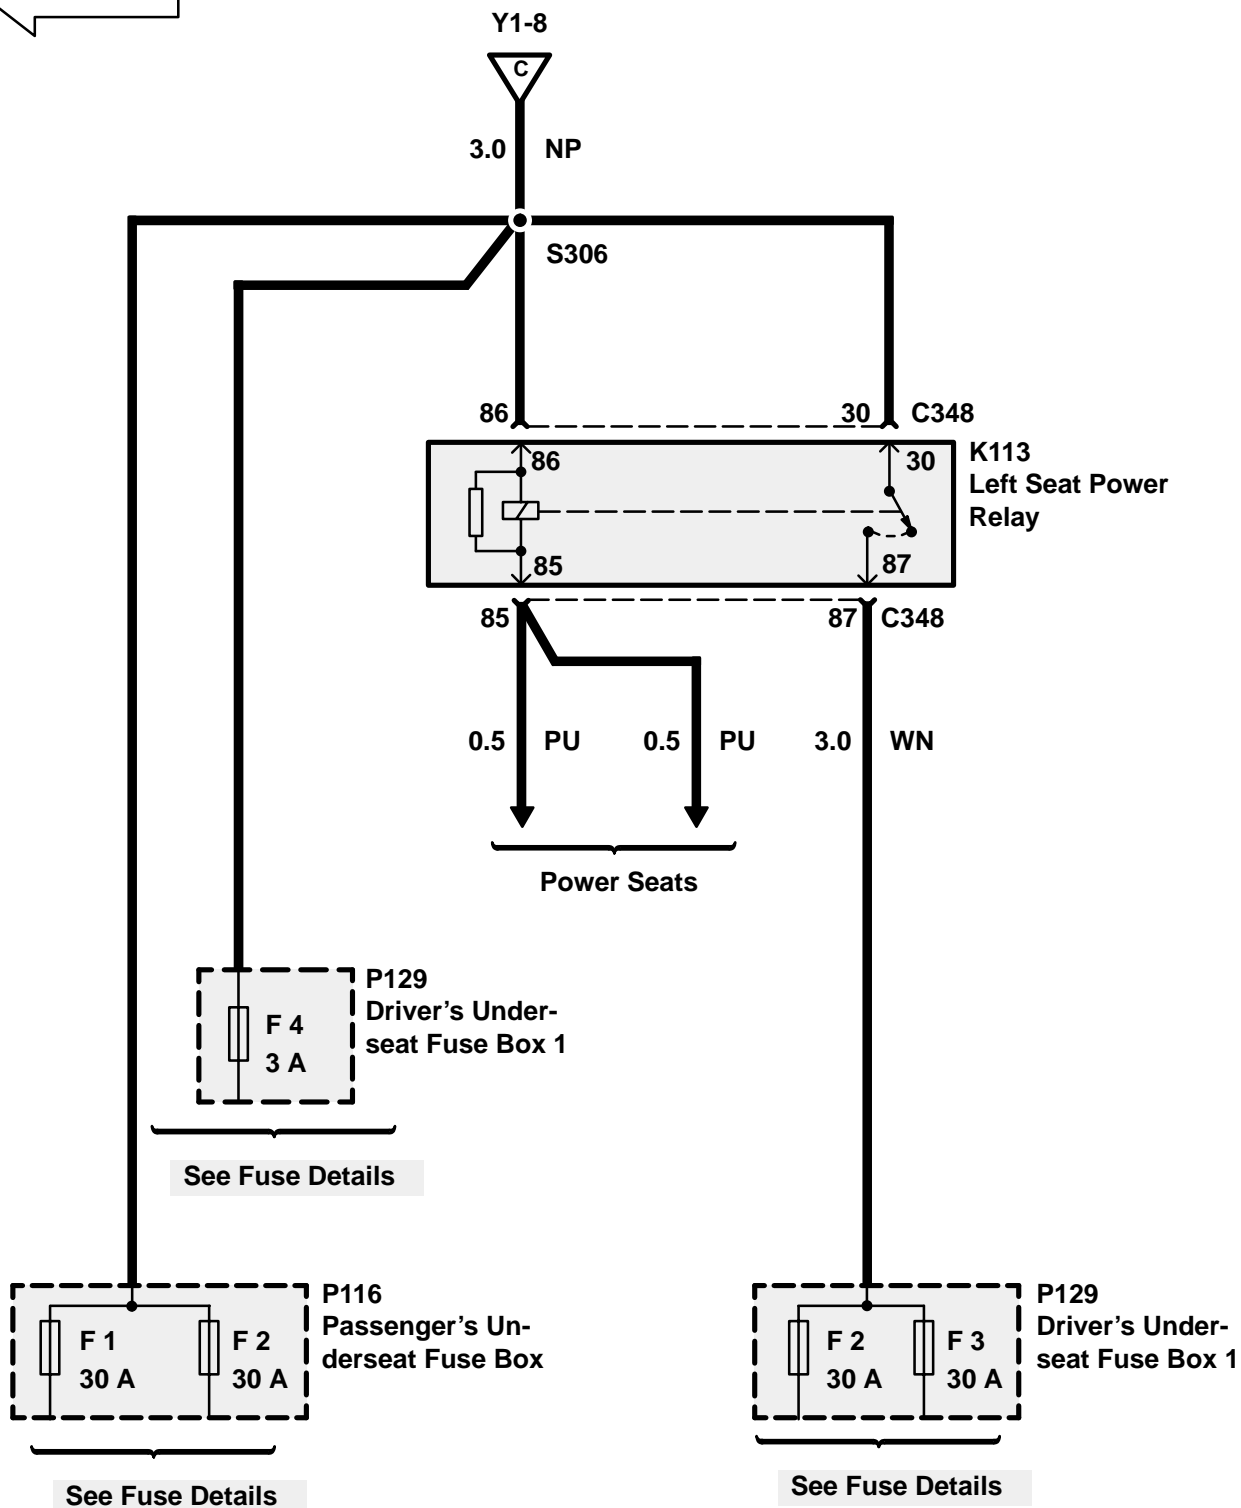 Y1-8
C
3.0 NP
S306
86 30 C348
86 30
K113
Left Seat Power
Relay
85 87
85 87 C348
0.5 PU 0.5 PU 3.0 WN
Power Seats
P129
Driver’s Under-
seat Fuse Box 1
F 4
3 A
See Fuse Details
P116
Passenger’s Un-
derseat Fuse Box
F 1 F 2
30 A 30 A
See Fuse Details
P129
Driver’s Under-
seat Fuse Box 1
F 2 F 3
30 A 30 A
See Fuse Details